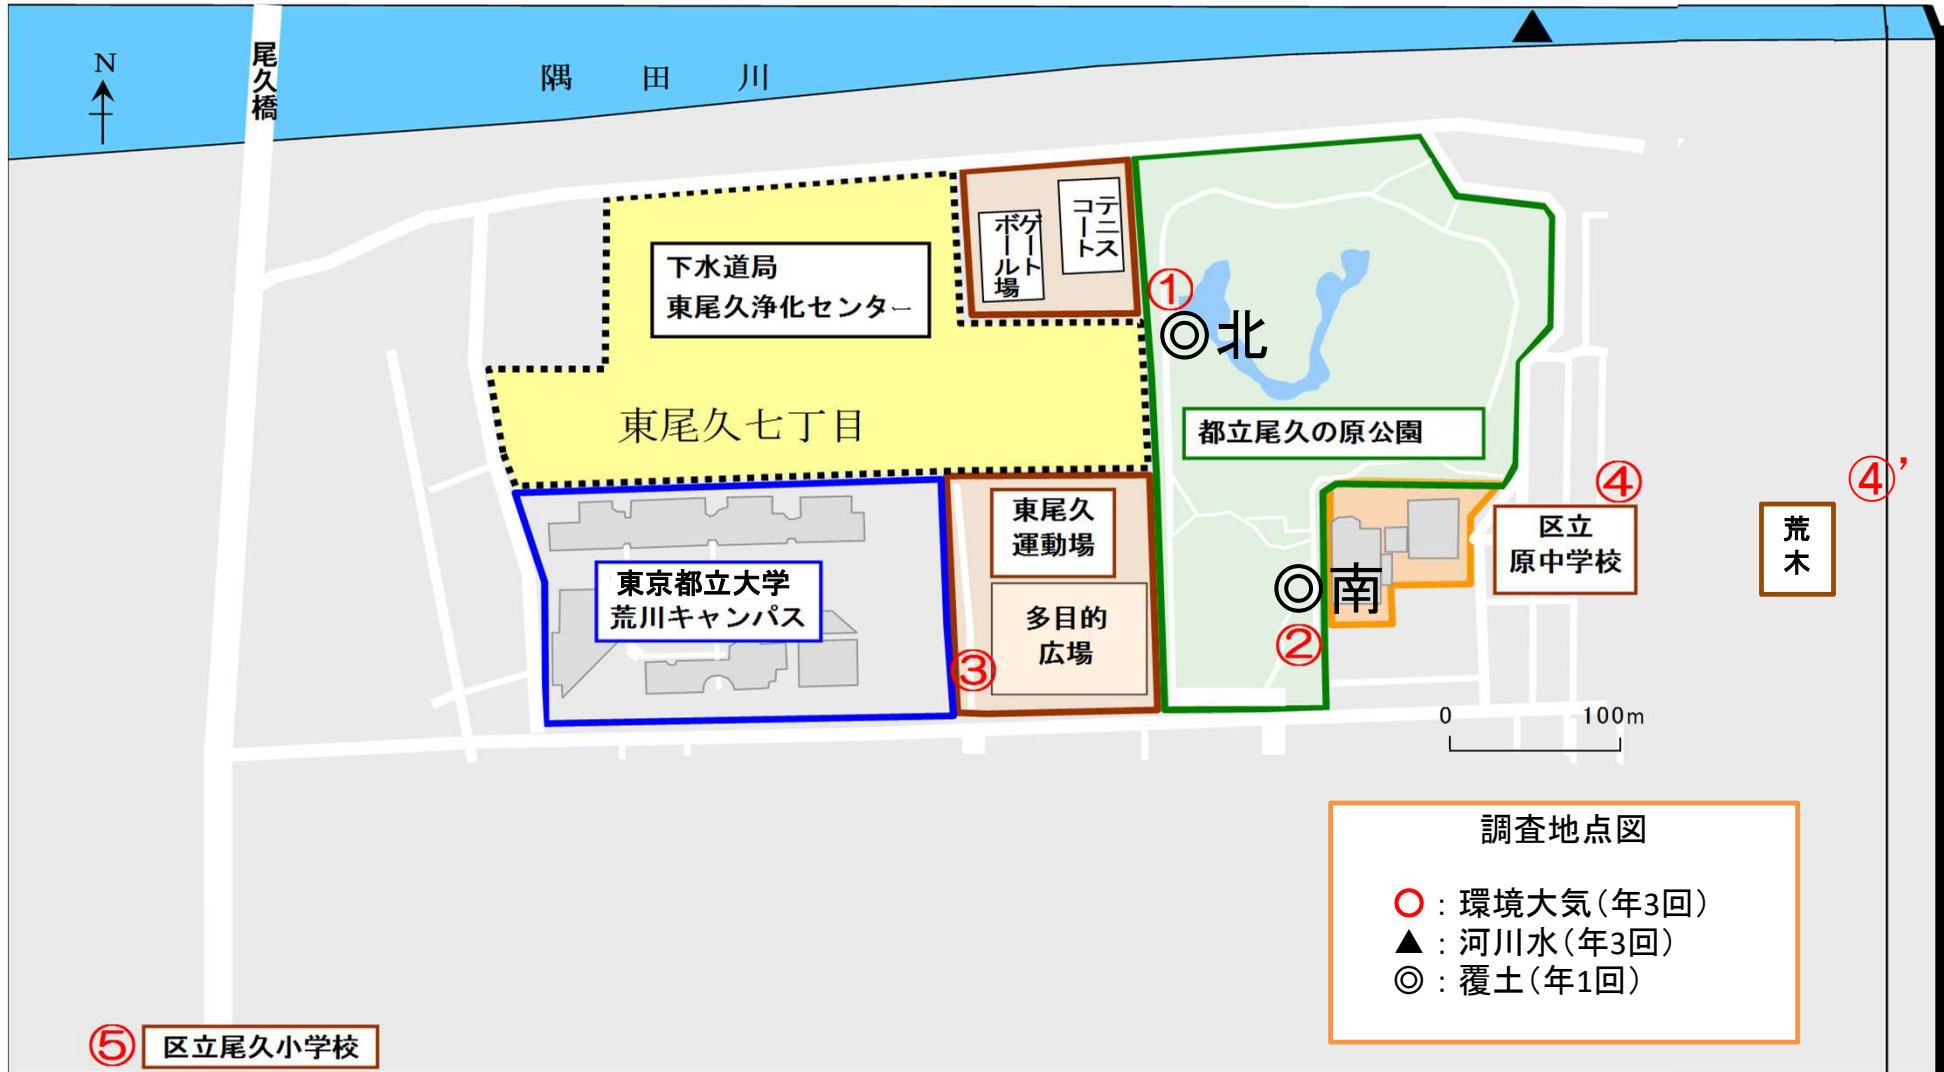 N
尾久橋
隅田川
テニス
コート
ゲート
ボール場
下水道局
東尾久浄化センター
①
◎北
東尾久七丁目
都立尾久の原公園
④
④’
東尾久
運動場
区立
原中学校
荒
木
東京都立大学
荒川キャンパス
◎南
多目的
広場
②
③
0 100m
調査地点図
○：環境大気（年3回）
▲：河川水（年3回）
◎：覆土（年1回）
⑤
区立尾久小学校